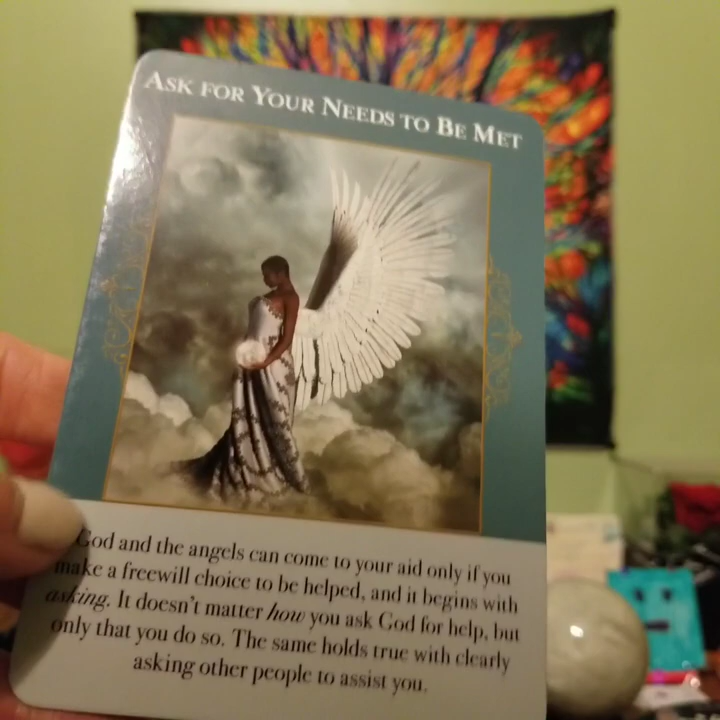 Ask for Your Needs to Be Met
God and the angels can come to your aid only if you
make a freewill choice to be helped, and it begins with
asking. It doesn't matter how you ask God for help, but
only that you do so. The same holds true with clearly
asking other people to assist you.